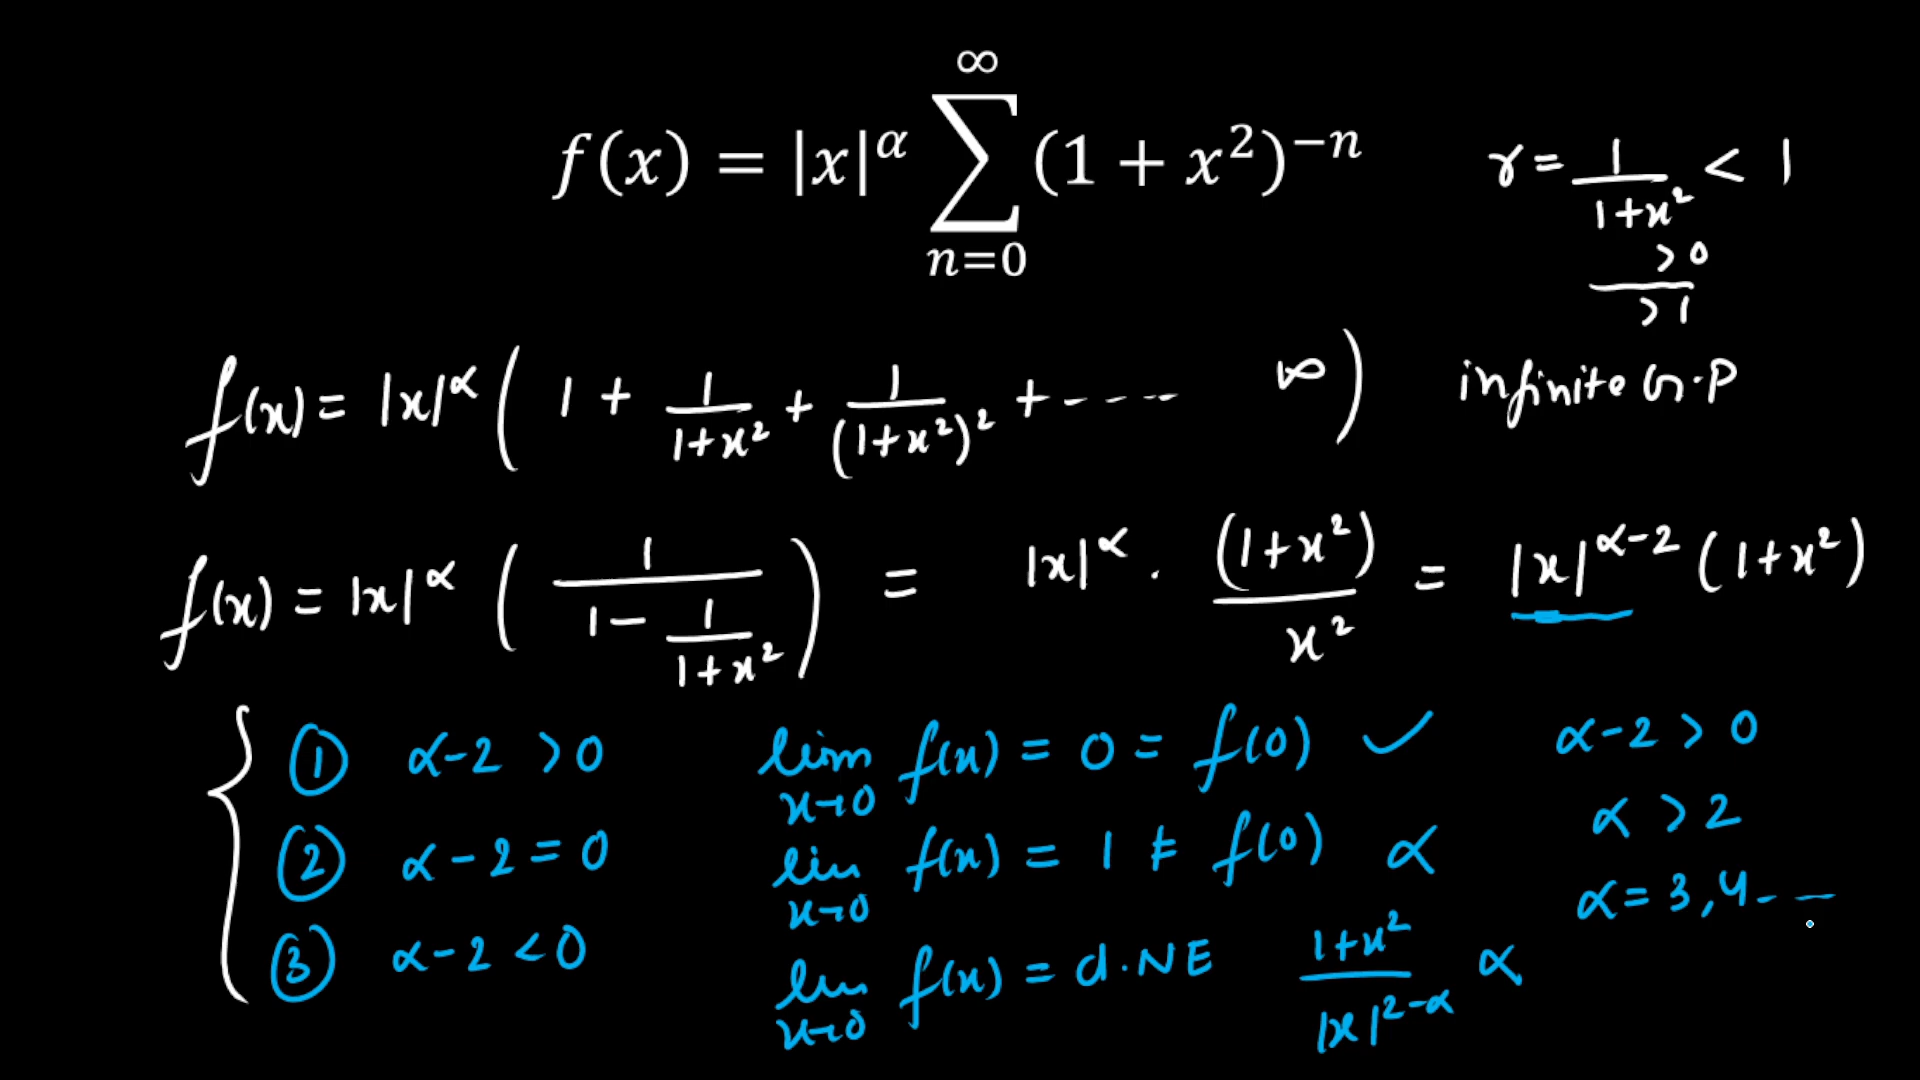 f(x) = |x|^α ∑_{n=0}^{∞} (1 + x²)^{−n}
r = 1/(1+x²) < 1
> 0
> 1
f(x) = |x|^α ( 1 + 1/(1+x²) + 1/(1+x²)² + ---- ∞ ) infinite G.P
f(x) = |x|^α ( 1/(1 − 1/(1+x²)) ) = |x|^α · (1+x²)/x² = |x|^{α−2} (1+x²)
① α−2 > 0 lim_{x→0} f(x) = 0 = f(0) ✓ α−2 > 0
α > 2
② α−2 = 0 lim_{x→0} f(x) = 1 ≠ f(0) ×
α = 3,4- —
③ α−2 < 0 lim_{x→0} f(x) = d.NE (1+x²)/|x|^{2−α} ×